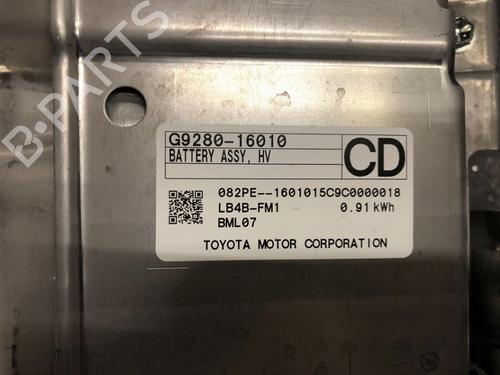 B-PARTS
G9280-16010
BATTERY ASSY, HV
CD
082PE--1601015C9C0000018
LB4B-FM1 0.91 kWh
BML07
TOYOTA MOTOR CORPORATION